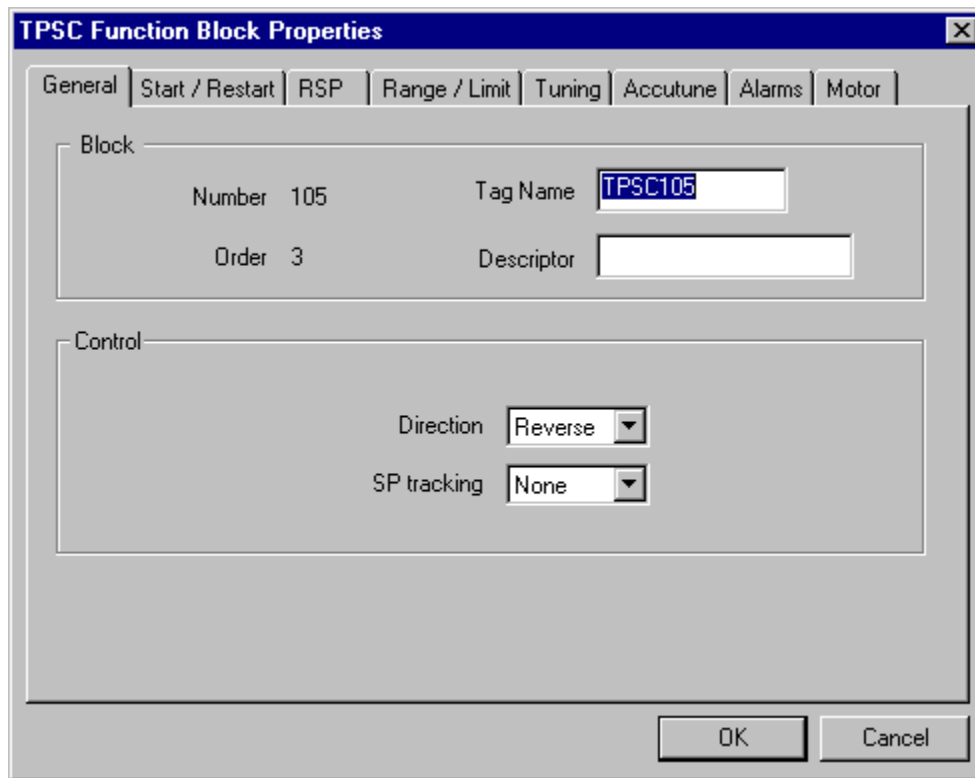 TPSC Function Block Properties
General Start / Restart RSP Range / Limit Tuning Accutune Alarms Motor
Block
Number 105 Tag Name TPSC105
Order 3 Descriptor
Control
Direction Reverse
SP tracking None
OK Cancel